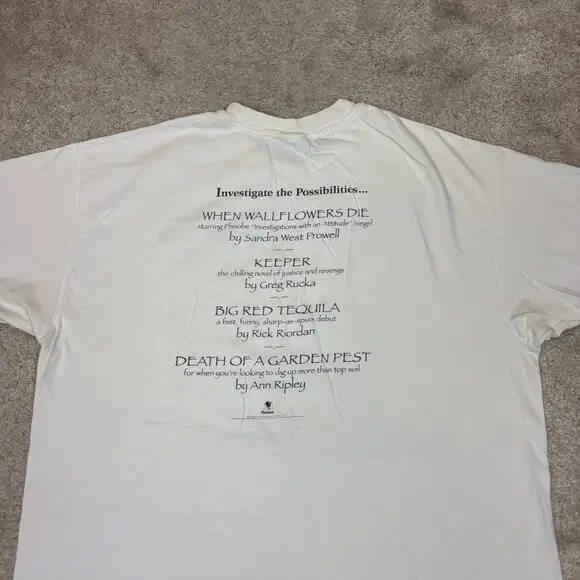 Investigate the Possibilities...
WHEN WALLFLOWERS DIE
starring Phoebe "Investigations with an Attitude" Siegel
by Sandra West Prowell
KEEPER
the chilling novel of justice and revenge
by Greg Rucka
BIG RED TEQUILA
a fast, funny, sharp-as-spurs debut
by Rick Riordan
DEATH OF A GARDEN PEST
for when you're looking to dig up more than top soil
by Ann Ripley